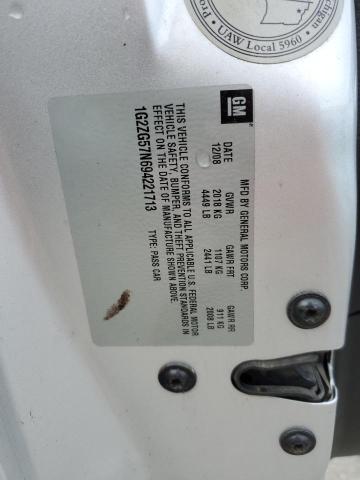 Michigan
Pro
UAW Local 5960
GM
MFD BY GENERAL MOTORS CORP.
DATE GVWR GAWR FRT GAWR RR
12/08 2018 KG 1107 KG 911 KG
4449 LB 2441 LB 2008 LB
THIS VEHICLE CONFORMS TO ALL APPLICABLE U.S. FEDERAL MOTOR
VEHICLE SAFETY, BUMPER, AND THEFT PREVENTION STANDARDS IN
EFFECT ON THE DATE OF MANUFACTURE SHOWN ABOVE.
1G2ZG57N694221713 TYPE: PASS CAR